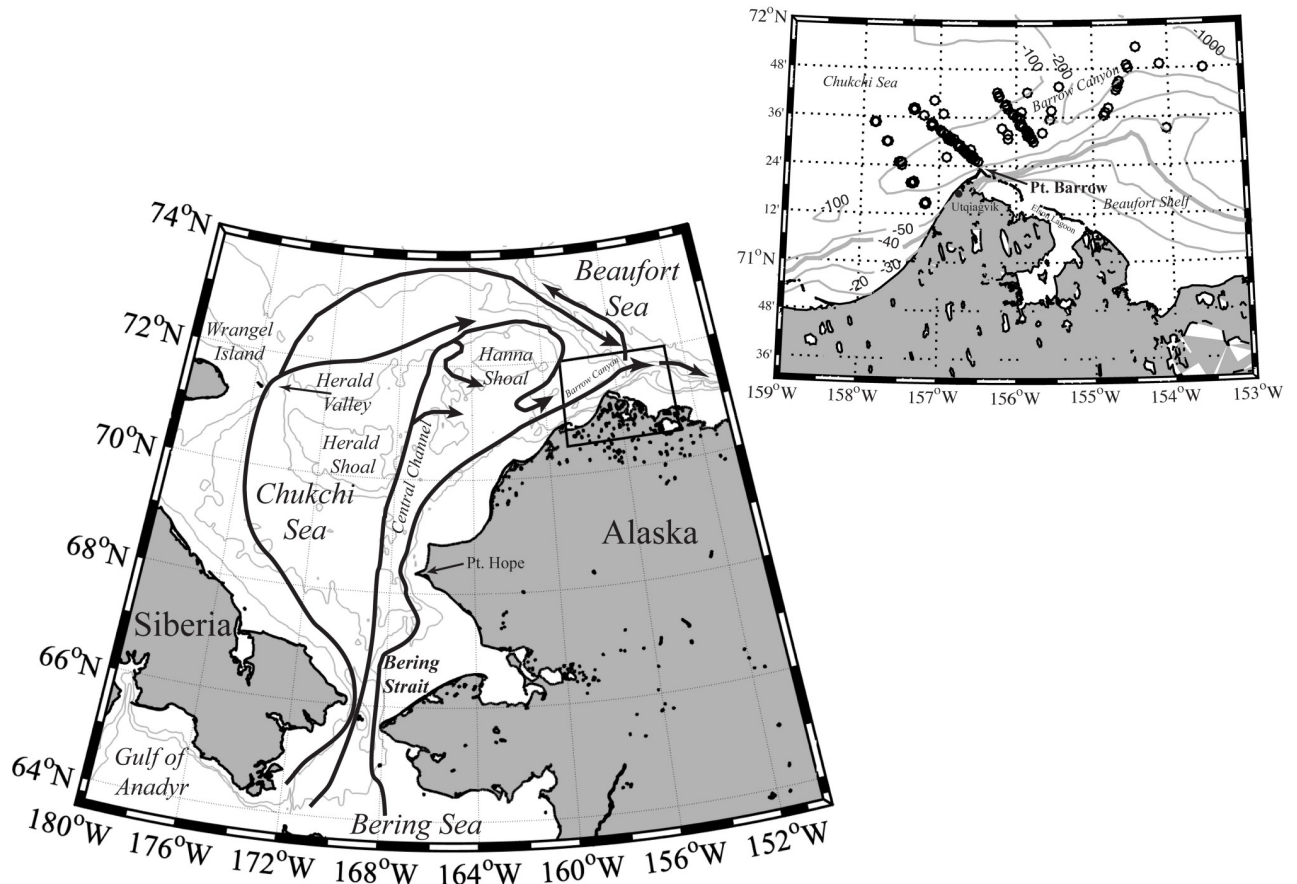 72°N
48'
36'
24'
12'
71°N
48'
36'
159°W
158°W
157°W
156°W
155°W
154°W
153°W
Chukchi Sea
-100
-200
-1000
Barrow Canyon
Pt. Barrow
Utqiagvik
Elson Lagoon
Beaufort Shelf
-100
-50
-40
-30
-20
74°N
72°N
70°N
68°N
66°N
64°N
180°W
176°W
172°W
168°W
164°W
160°W
156°W
152°W
Beaufort
Sea
Wrangel
Island
Herald
Valley
Hanna
Shoal
Barrow Canyon
Herald
Shoal
Central Channel
Chukchi
Sea
Alaska
Pt. Hope
Siberia
Bering
Strait
Gulf of
Anadyr
Bering Sea